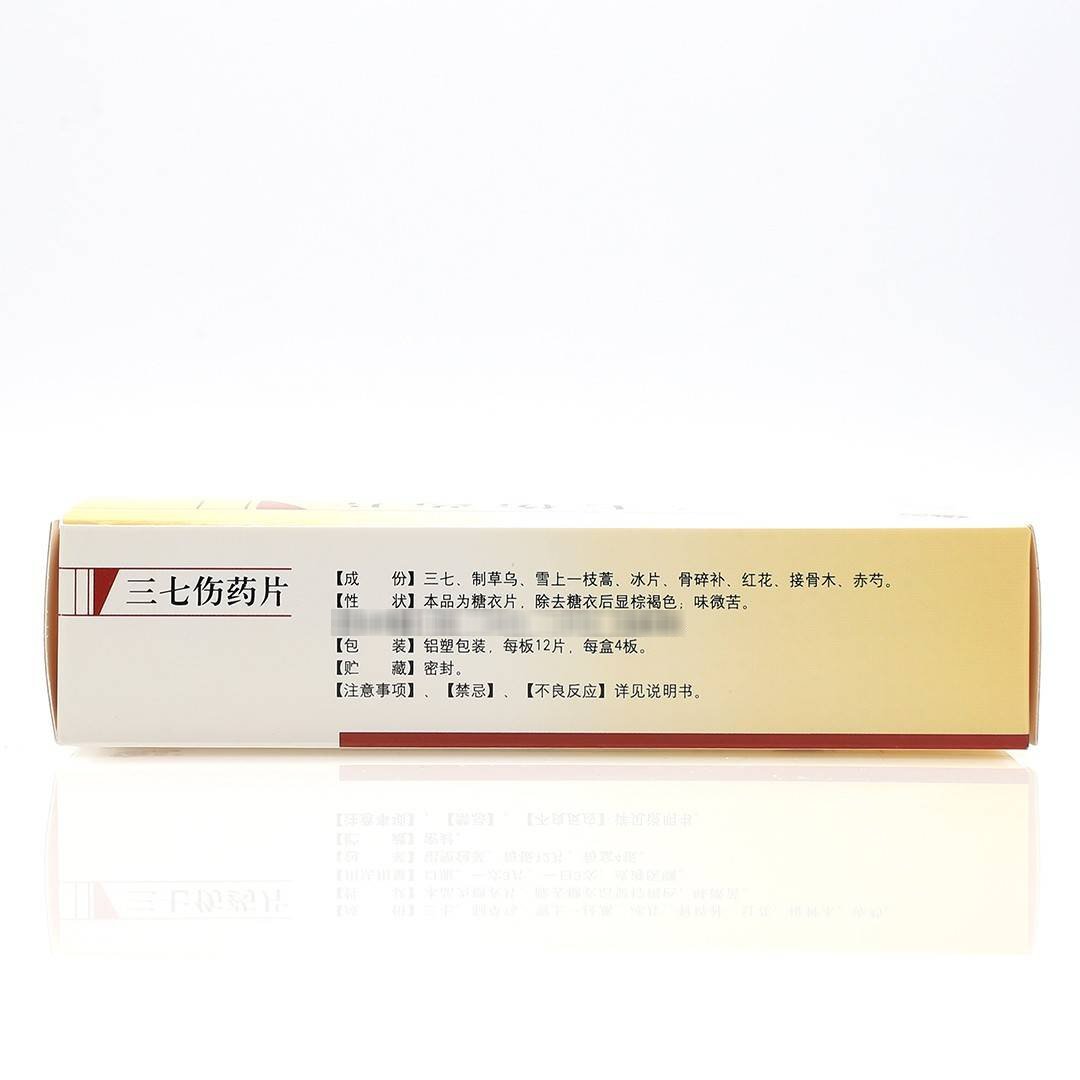 三七伤药片
【成 份】三七、制草乌、雪上一枝蒿、冰片、骨碎补、红花、接骨木、赤芍。
【性 状】本品为糖衣片，除去糖衣后显棕褐色；味微苦。
【包 装】铝塑包装，每板12片，每盒4板。
【贮 藏】密封。
【注意事项】、【禁忌】、【不良反应】详见说明书。